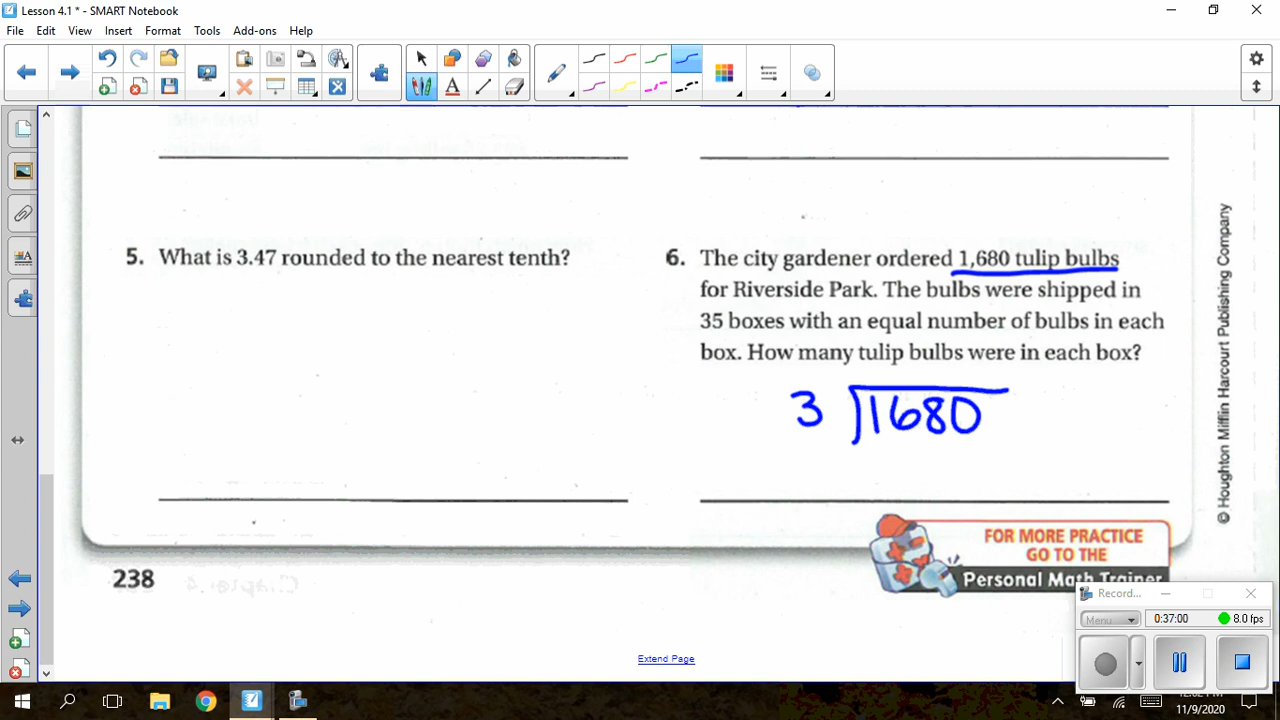 Lesson 4.1 * - SMART Notebook
File Edit View Insert Format Tools Add-ons Help
5. What is 3.47 rounded to the nearest tenth?
6. The city gardener ordered 1,680 tulip bulbs
for Riverside Park. The bulbs were shipped in
35 boxes with an equal number of bulbs in each
box. How many tulip bulbs were in each box?
3 1680
© Houghton Mifflin Harcourt Publishing Company
FOR MORE PRACTICE
GO TO THE
Personal Math Trainer
238
Extend Page
Record...
Menu 0:37:00 8.0 fps
11/9/2020